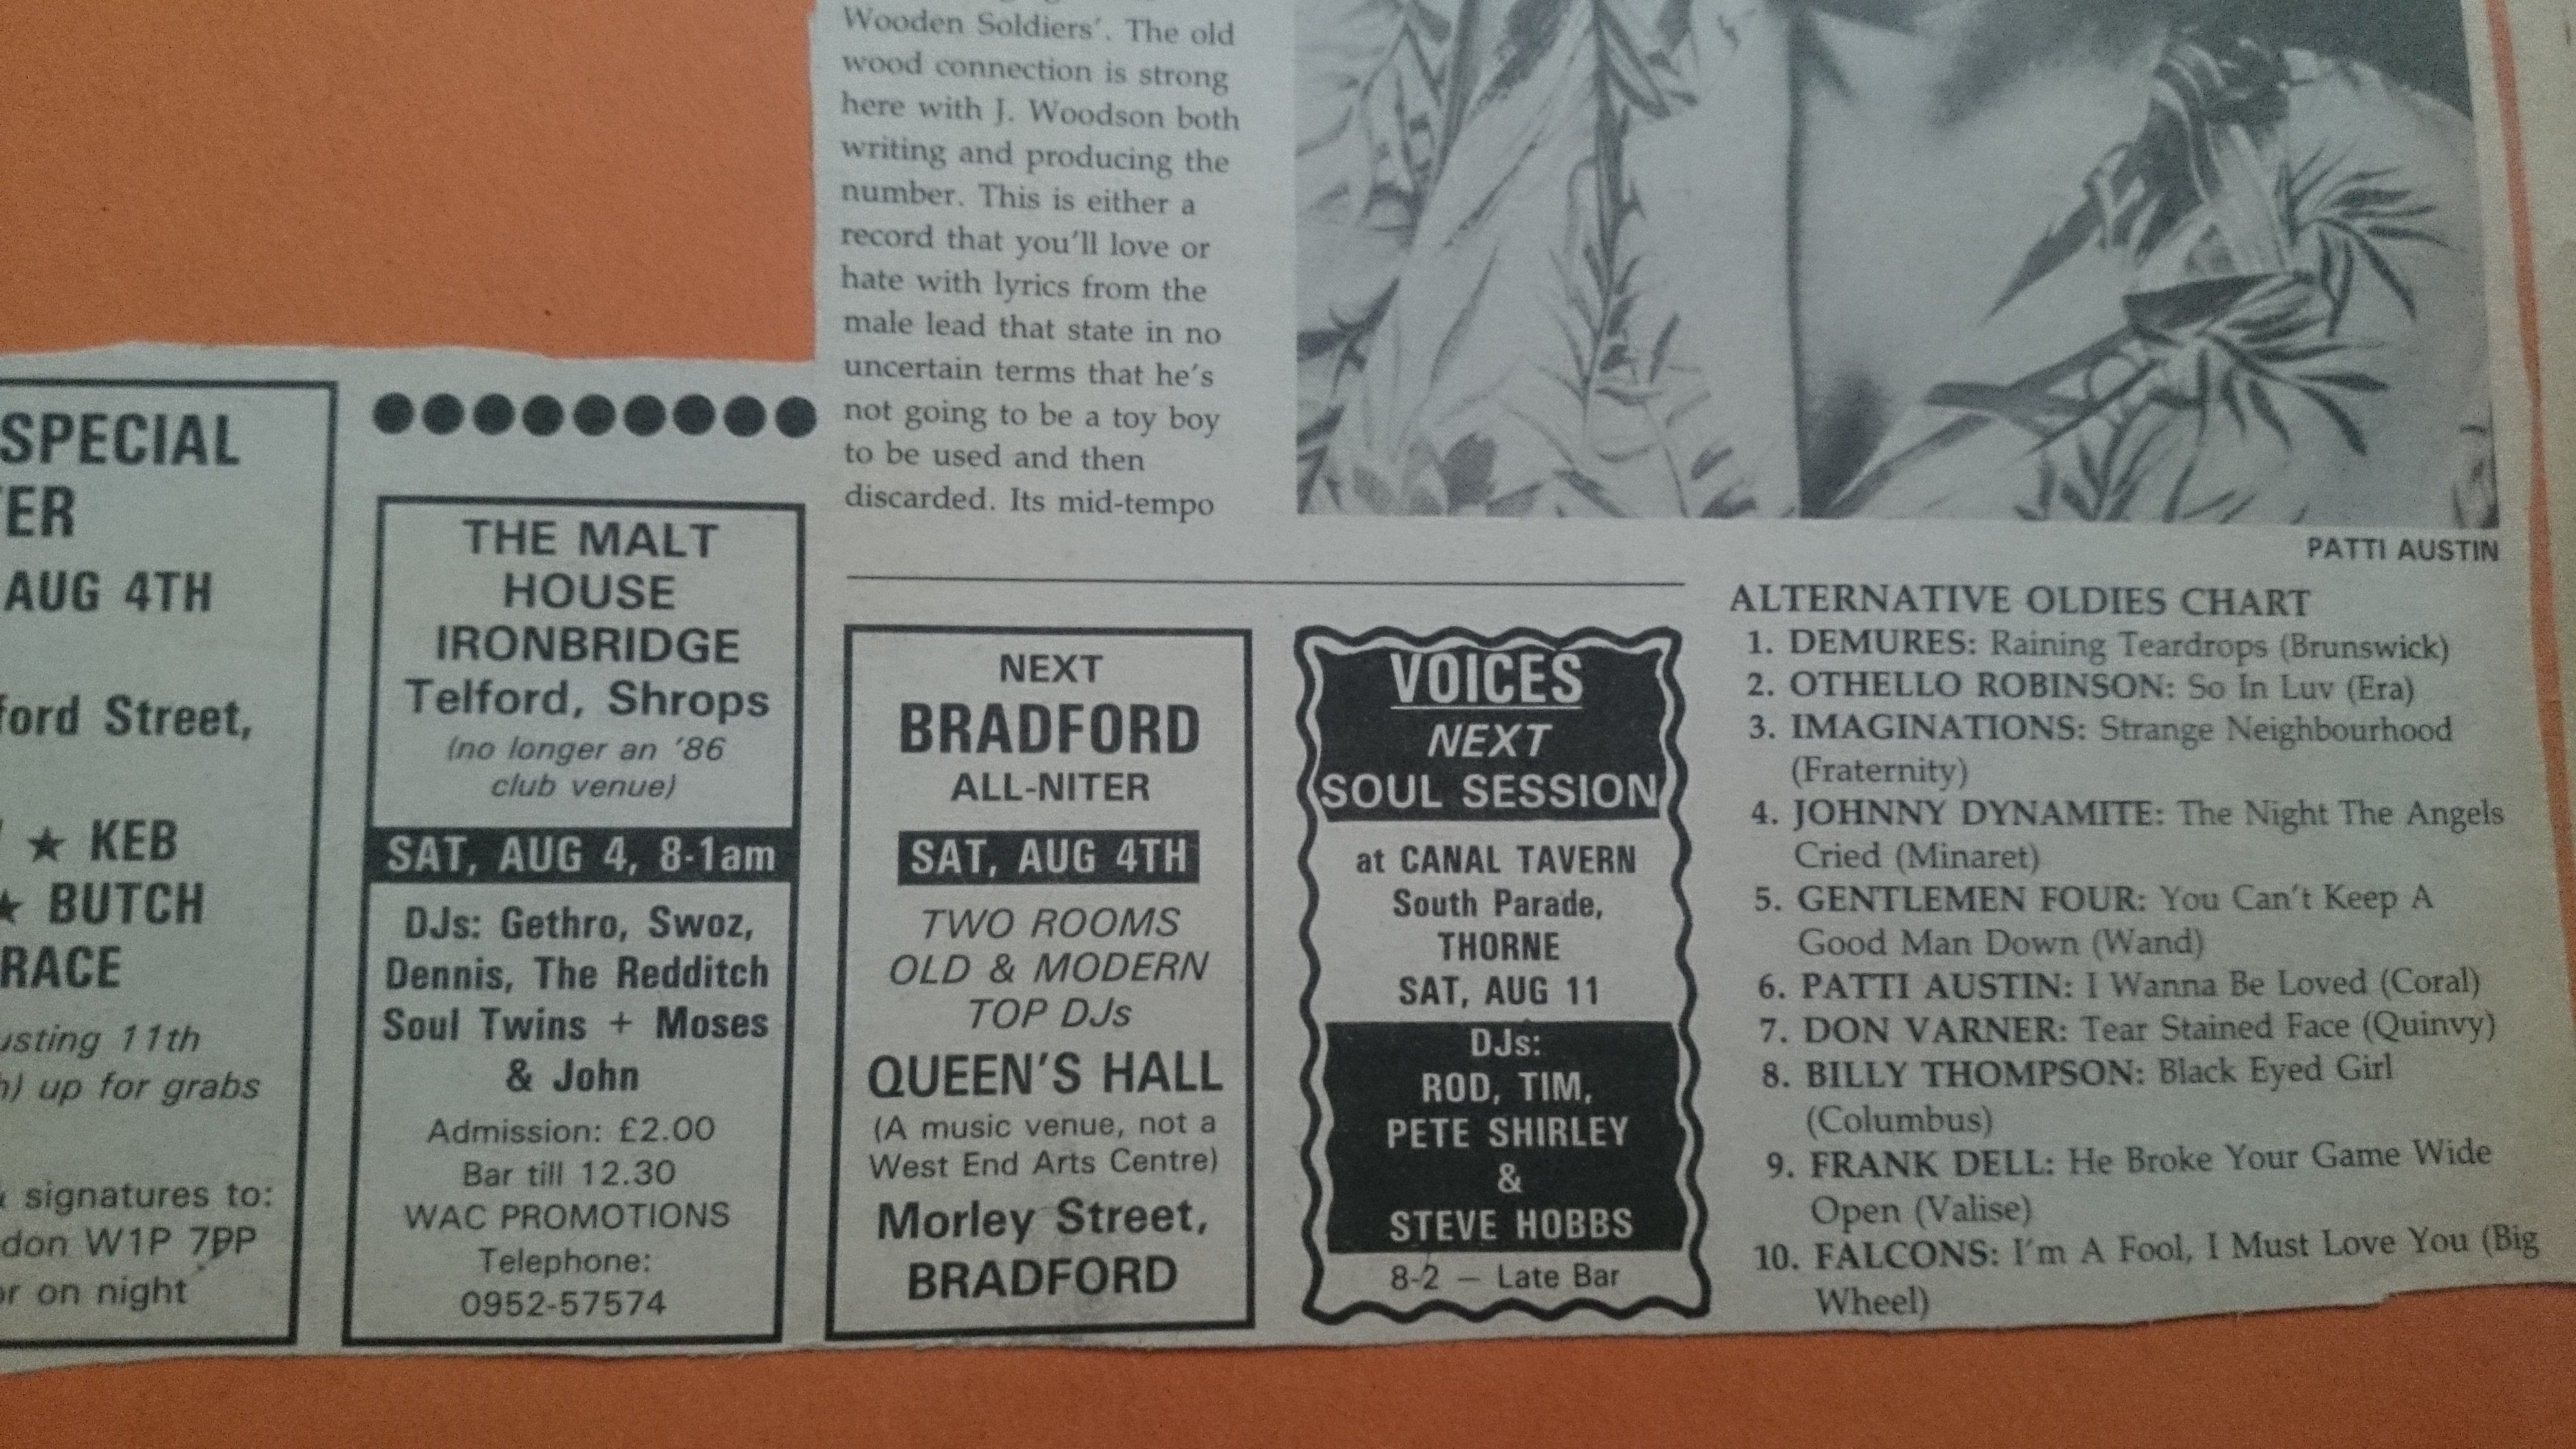 Wooden Soldiers'. The old
wood connection is strong
here with J. Woodson both
writing and producing the
number. This is either a
record that you'll love or
hate with lyrics from the
male lead that state in no
uncertain terms that he's
not going to be a toy boy
to be used and then
discarded. Its mid-tempo
PATTI AUSTIN
SPECIAL
ER
AUG 4TH
ford Street,
★ KEB
★ BUTCH
RACE
usting 11th
h) up for grabs
& signatures to:
don W1P 7PP
or on night
THE MALT
HOUSE
IRONBRIDGE
Telford, Shrops
(no longer an '86
club venue)
SAT, AUG 4, 8-1am
DJs: Gethro, Swoz,
Dennis, The Redditch
Soul Twins + Moses
& John
Admission: £2.00
Bar till 12.30
WAC PROMOTIONS
Telephone:
0952-57574
NEXT
BRADFORD
ALL-NITER
SAT, AUG 4TH
TWO ROOMS
OLD & MODERN
TOP DJs
QUEEN'S HALL
(A music venue, not a
West End Arts Centre)
Morley Street,
BRADFORD
VOICES
NEXT
SOUL SESSION
at CANAL TAVERN
South Parade,
THORNE
SAT, AUG 11
DJs:
ROD, TIM,
PETE SHIRLEY
&
STEVE HOBBS
8-2 — Late Bar
ALTERNATIVE OLDIES CHART
1. DEMURES: Raining Teardrops (Brunswick)
2. OTHELLO ROBINSON: So In Luv (Era)
3. IMAGINATIONS: Strange Neighbourhood
(Fraternity)
4. JOHNNY DYNAMITE: The Night The Angels
Cried (Minaret)
5. GENTLEMEN FOUR: You Can't Keep A
Good Man Down (Wand)
6. PATTI AUSTIN: I Wanna Be Loved (Coral)
7. DON VARNER: Tear Stained Face (Quinvy)
8. BILLY THOMPSON: Black Eyed Girl
(Columbus)
9. FRANK DELL: He Broke Your Game Wide
Open (Valise)
10. FALCONS: I'm A Fool, I Must Love You (Big
Wheel)